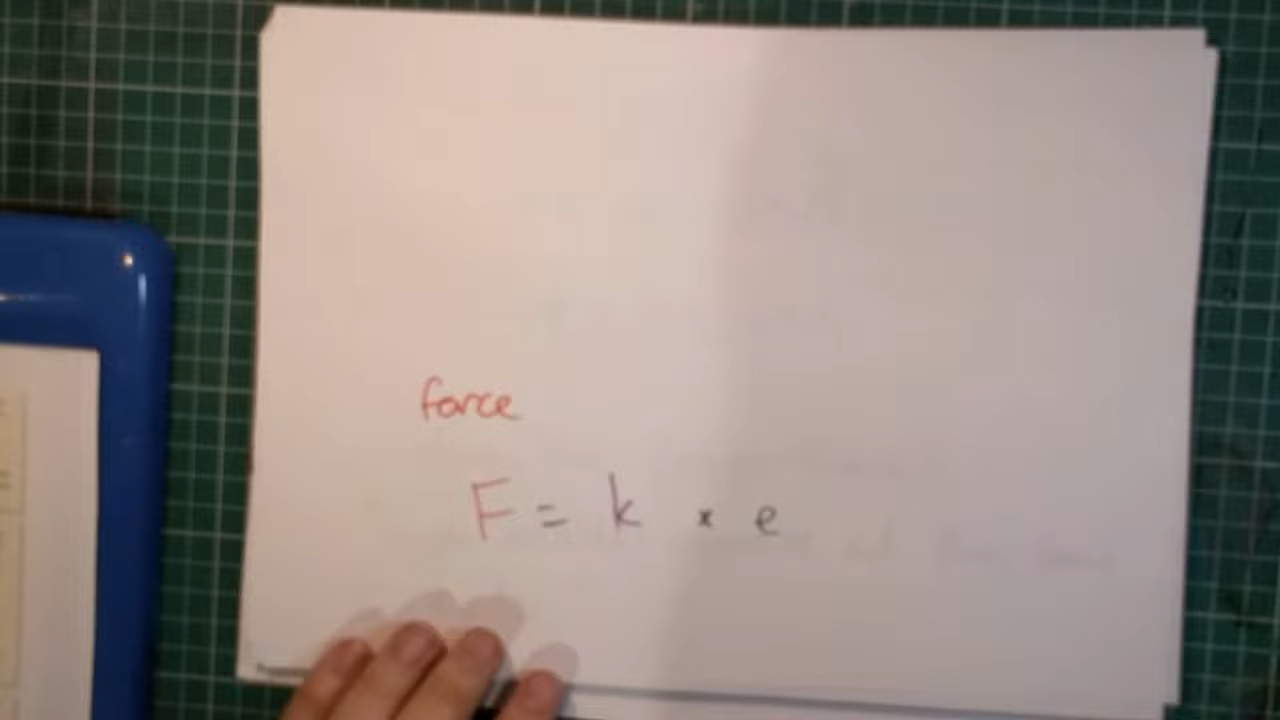 force
F = k × e